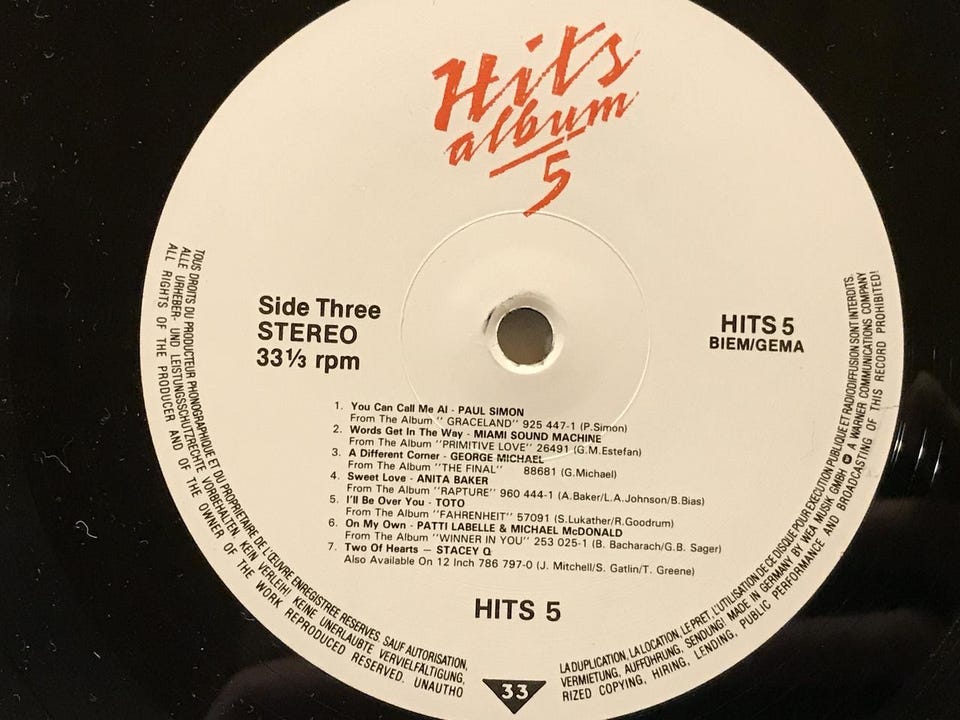 Hits
album
5
Side Three
STEREO
33⅓ rpm
HITS 5
BIEM/GEMA
1. You Can Call Me Al - PAUL SIMON
From The Album " GRACELAND" 925 447-1 (P.Simon)
2. Words Get In The Way - MIAMI SOUND MACHINE
From The Album "PRIMITIVE LOVE" 26491 (G.M.Estefan)
3. A Different Corner - GEORGE MICHAEL
From The Album "THE FINAL" 88681 (G.Michael)
4. Sweet Love - ANITA BAKER
From The Album "RAPTURE" 960 444-1 (A.Baker/L.A.Johnson/B.Bias)
5. I'll Be Over You - TOTO
From The Album "FAHRENHEIT" 57091 (S.Lukather/R.Goodrum)
6. On My Own - PATTI LABELLE & MICHAEL McDONALD
From The Album "WINNER IN YOU" 253 025-1 (B. Bacharach/G.B. Sager)
7. Two Of Hearts — STACEY Q
Also Available On 12 Inch 786 797-0 (J. Mitchell/S. Gatlin/T. Greene)
HITS 5
33
TOUS DROITS DU PRODUCTEUR PHONOGRAPHIQUE ET DU PROPRIETAIRE DE L'ŒUVRE ENREGISTREE RESERVES. SAUF AUTORISATION,
LA DUPLICATION, LA LOCATION, LE PRET, L'UTILISATION DE CE DISQUE POUR EXECUTION PUBLIQUE ET RADIODIFFUSION SONT INTERDITS.
ALLE URHEBER- UND LEISTUNGSSCHUTZRECHTE VORBEHALTEN. KEIN VERLEIH! KEINE UNERLAUBTE VERVIELFÄLTIGUNG,
VERMIETUNG, AUFFÜHRUNG, SENDUNG! MADE IN GERMANY BY WEA MUSIK GMBH A WARNER COMMUNICATIONS COMPANY
ALL RIGHTS OF THE PRODUCER AND OF THE OWNER OF THE WORK REPRODUCED RESERVED. UNAUTHO
RIZED COPYING, HIRING, LENDING, PUBLIC PERFORMANCE AND BROADCASTING OF THIS RECORD PROHIBITED!